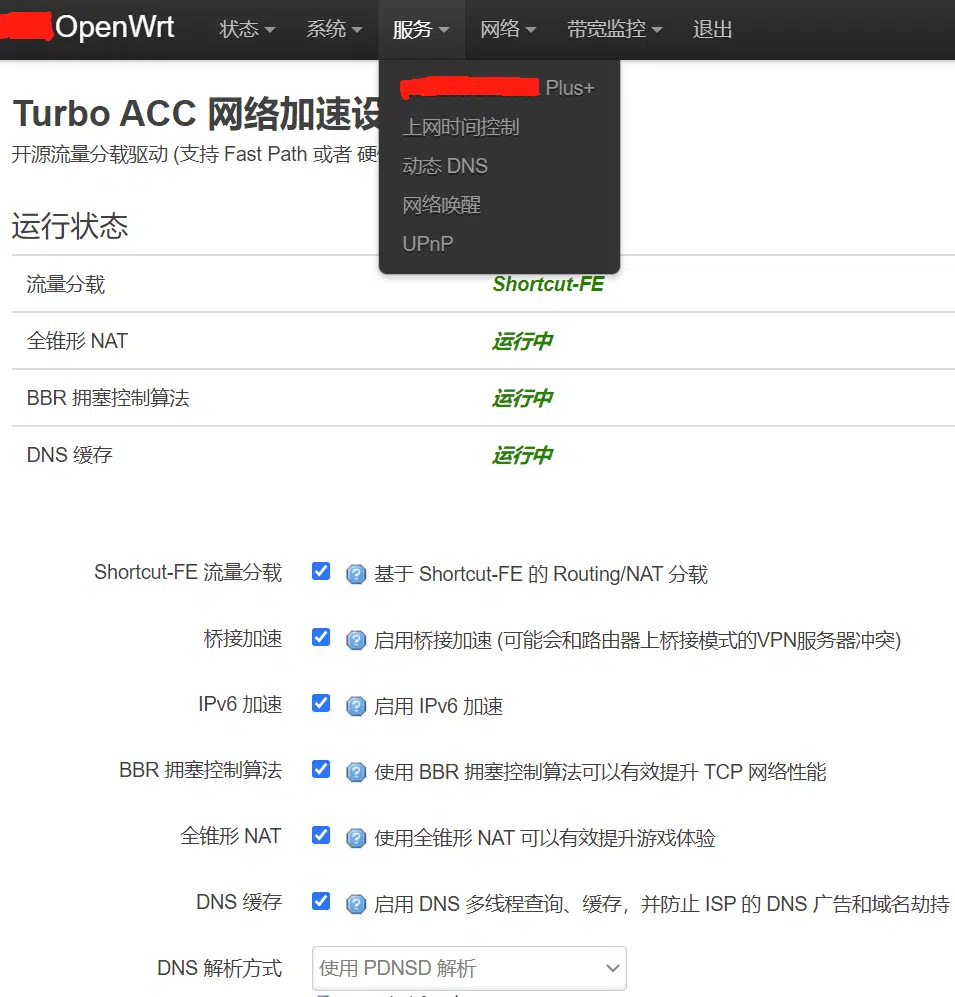 OpenWrt 状态 系统 服务 网络 带宽监控 退出
Plus+
上网时间控制
动态 DNS
网络唤醒
UPnP
Turbo ACC 网络加速设
开源流量分载驱动 (支持 Fast Path 或者
运行状态
流量分载 Shortcut-FE
全锥形 NAT 运行中
BBR 拥塞控制算法 运行中
DNS 缓存 运行中
Shortcut-FE 流量分载 基于 Shortcut-FE 的 Routing/NAT 分载
桥接加速 启用桥接加速 (可能会和路由器上桥接模式的VPN服务器冲突)
IPv6 加速 启用 IPv6 加速
BBR 拥塞控制算法 使用 BBR 拥塞控制算法可以有效提升 TCP 网络性能
全锥形 NAT 使用全锥形 NAT 可以有效提升游戏体验
DNS 缓存 启用 DNS 多线程查询、缓存，并防止 ISP 的 DNS 广告和域名劫持
DNS 解析方式 使用 PDNSD 解析